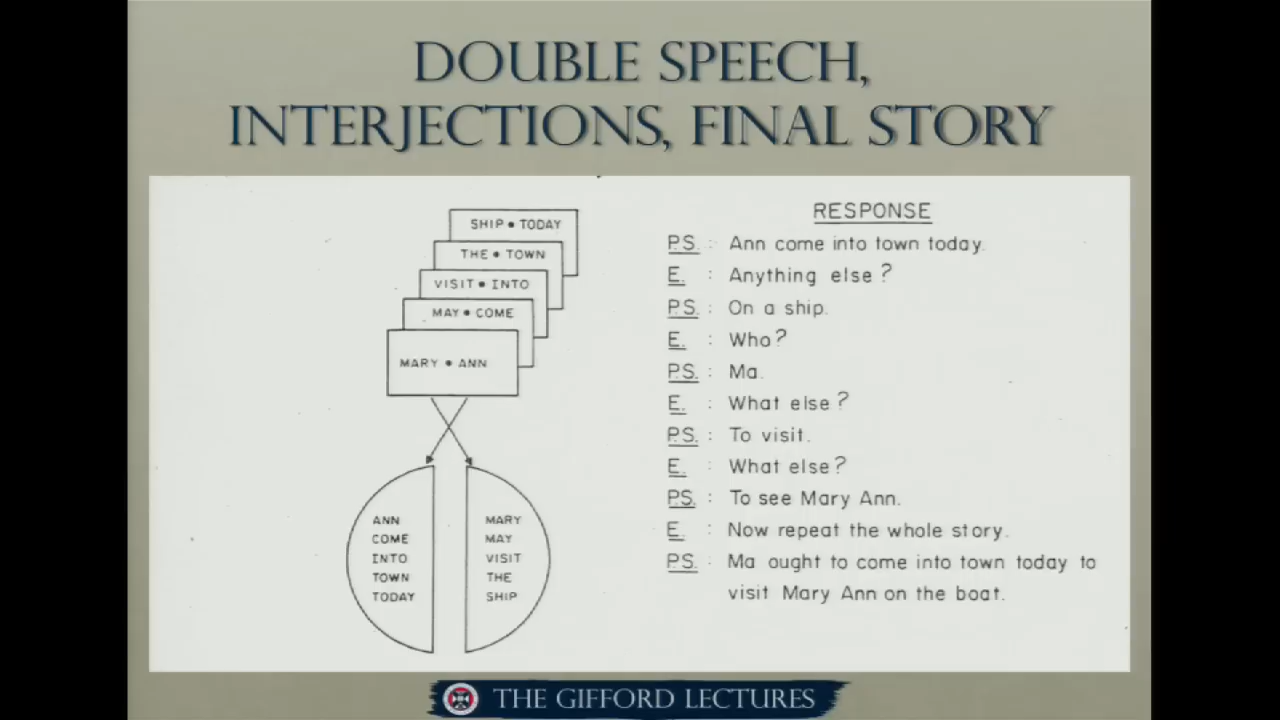 DOUBLE SPEECH,
INTERJECTIONS, FINAL STORY
SHIP • TODAY
THE • TOWN
VISIT • INTO
MAY • COME
MARY • ANN
ANN
COME
INTO
TOWN
TODAY
MARY
MAY
VISIT
THE
SHIP
RESPONSE
P.S. : Ann come into town today.
E. : Anything else?
P.S. : On a ship.
E. : Who?
P.S. : Ma.
E. : What else?
P.S. : To visit.
E. : What else?
P.S. : To see Mary Ann.
E. : Now repeat the whole story.
P.S. : Ma ought to come into town today to
visit Mary Ann on the boat.
THE GIFFORD LECTURES